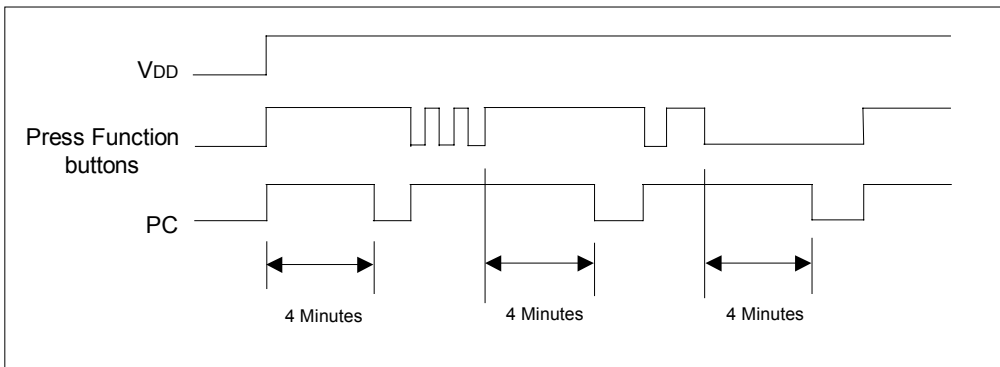 VDD
Press Function
buttons
PC
4 Minutes 4 Minutes 4 Minutes